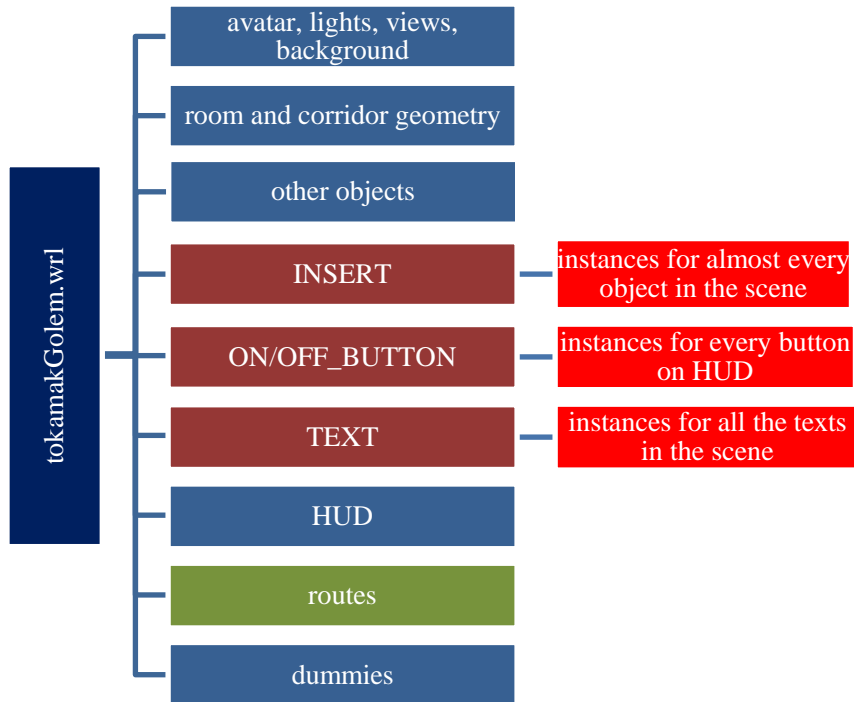 tokamakGolem.wrl
avatar, lights, views,
background
room and corridor geometry
other objects
INSERT
instances for almost every
object in the scene
ON/OFF_BUTTON
instances for every button
on HUD
TEXT
instances for all the texts
in the scene
HUD
routes
dummies